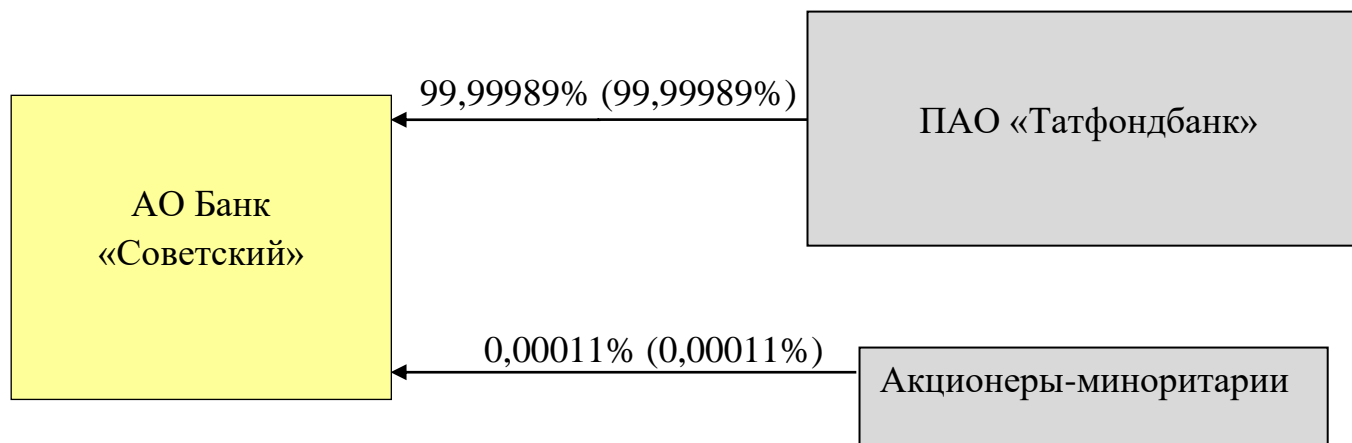 99,99989% (99,99989%)
ПАО «Татфондбанк»
АО Банк
«Советский»
0,00011% (0,00011%)
Акционеры-миноритарии